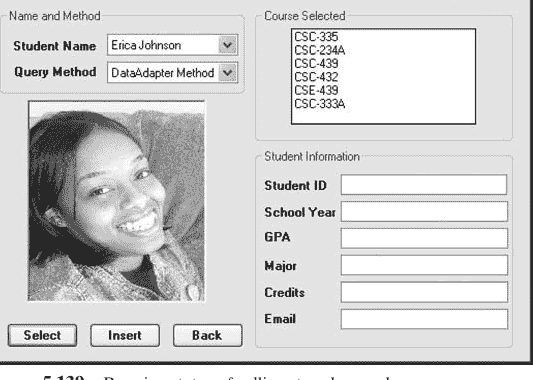 Name and Method
Student Name Erica Johnson
Query Method DataAdapter Method
Course Selected
CSC-335
CSC-234A
CSC-439
CSC-432
CSE-439
CSC-333A
Student Information
Student ID
School Year
GPA
Major
Credits
Email
Select Insert Back
5.139